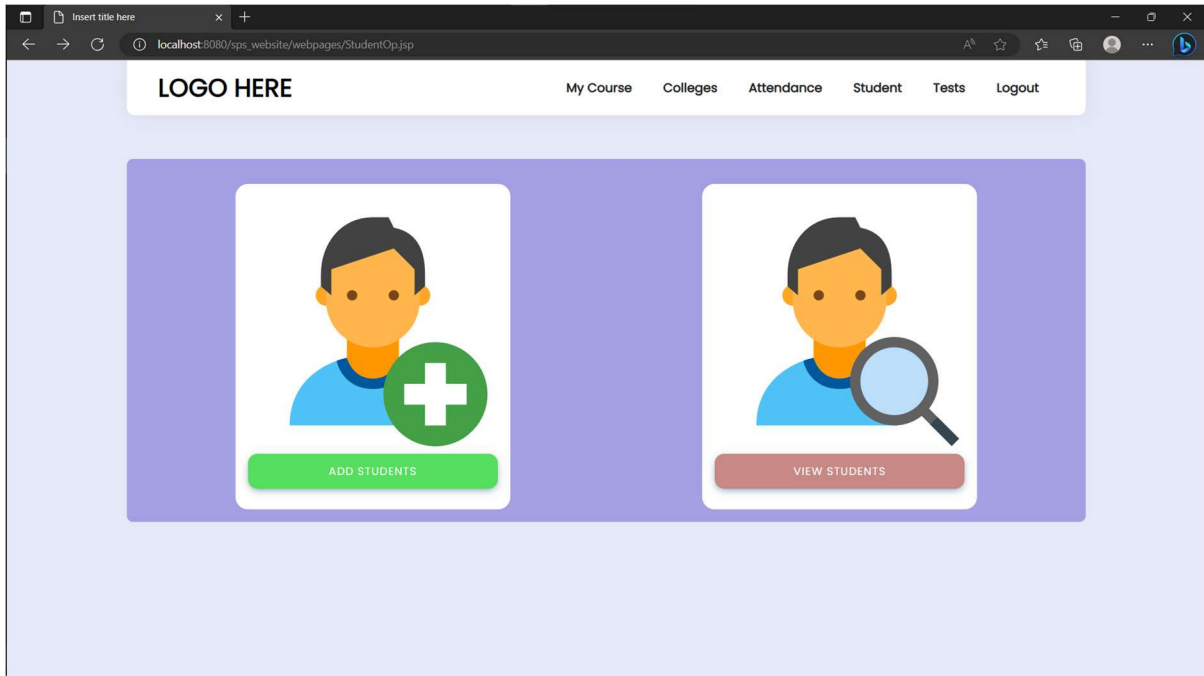 Insert title here
localhost:8080/sps_website/webpages/StudentOp.jsp
LOGO HERE
My Course Colleges Attendance Student Tests Logout
ADD STUDENTS
VIEW STUDENTS